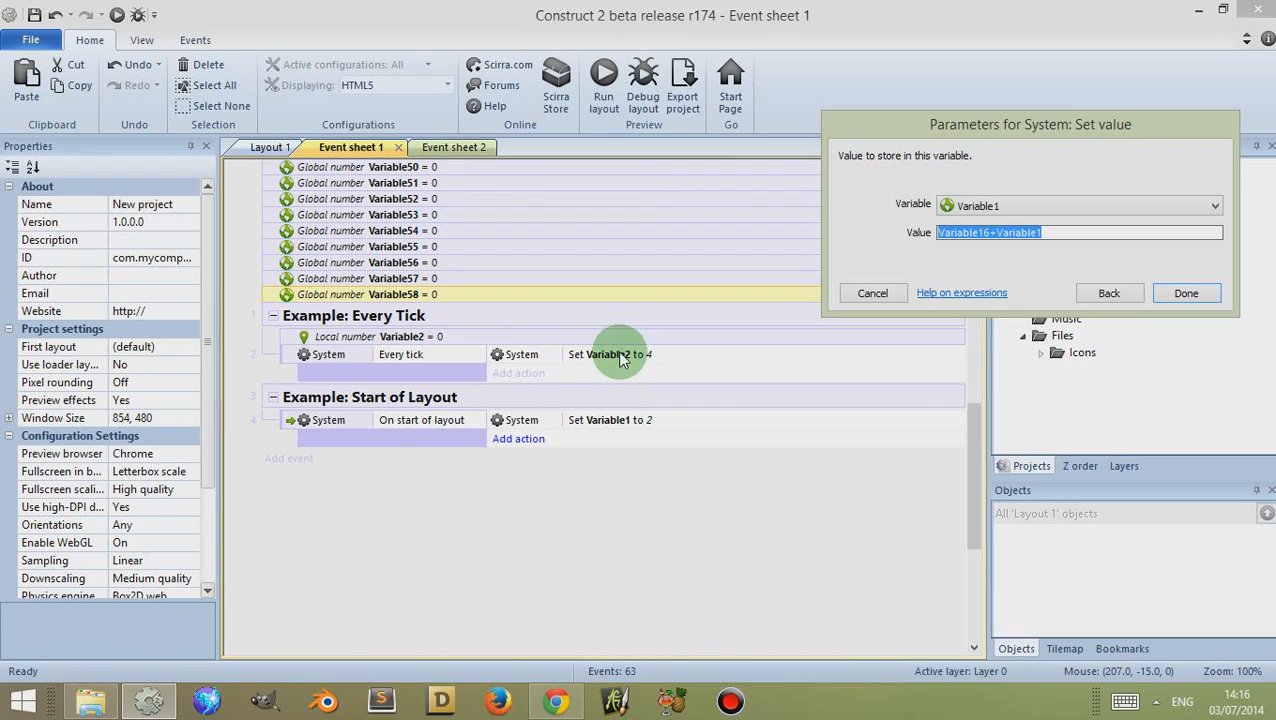 Construct 2 beta release r174 - Event sheet 1
File Home View Events
Paste
Cut
Copy
Clipboard
Undo
Redo
Undo
Delete
Select All
Select None
Selection
Active configurations: All
Displaying: HTML5
Configurations
Scirra.com
Forums
Help
Scirra Store
Online
Run layout
Debug layout
Export project
Preview
Start Page
Go
Properties
About
Name New project
Version 1.0.0.0
Description
ID com.mycomp...
Author
Email
Website http://
Project settings
First layout (default)
Use loader lay... No
Pixel rounding Off
Preview effects Yes
Window Size 854, 480
Configuration Settings
Preview browser Chrome
Fullscreen in b... Letterbox scale
Fullscreen scali... High quality
Use high-DPI d... Yes
Orientations Any
Enable WebGL On
Sampling Linear
Downscaling Medium quality
Physics engine Box2D web
Layout 1 Event sheet 1 Event sheet 2
Global number Variable50 = 0
Global number Variable51 = 0
Global number Variable52 = 0
Global number Variable53 = 0
Global number Variable54 = 0
Global number Variable55 = 0
Global number Variable56 = 0
Global number Variable57 = 0
Global number Variable58 = 0
1 Example: Every Tick
Local number Variable2 = 0
2 System Every tick System Set Variable2 to 4
Add action
3 Example: Start of Layout
4 System On start of layout System Set Variable1 to 2
Add action
Add event
Parameters for System: Set value
Value to store in this variable.
Variable Variable1
Value Variable16+Variable1
Cancel Help on expressions Back Done
Music
Files
Icons
Projects Z order Layers
Objects
All 'Layout 1' objects
Objects Tilemap Bookmarks
Ready Events: 63 Active layer: Layer 0 Mouse: (207.0, -15.0, 0) Zoom: 100%
ENG
14:16
03/07/2014